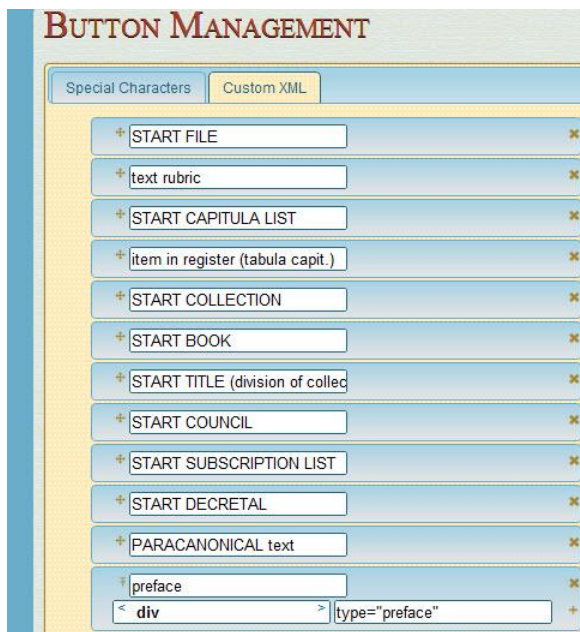 BUTTON MANAGEMENT
Special Characters Custom XML
START FILE
text rubric
START CAPITULA LIST
item in register (tabula capit.)
START COLLECTION
START BOOK
START TITLE (division of collec
START COUNCIL
START SUBSCRIPTION LIST
START DECRETAL
PARACANONICAL text
preface
< div > type="preface" +